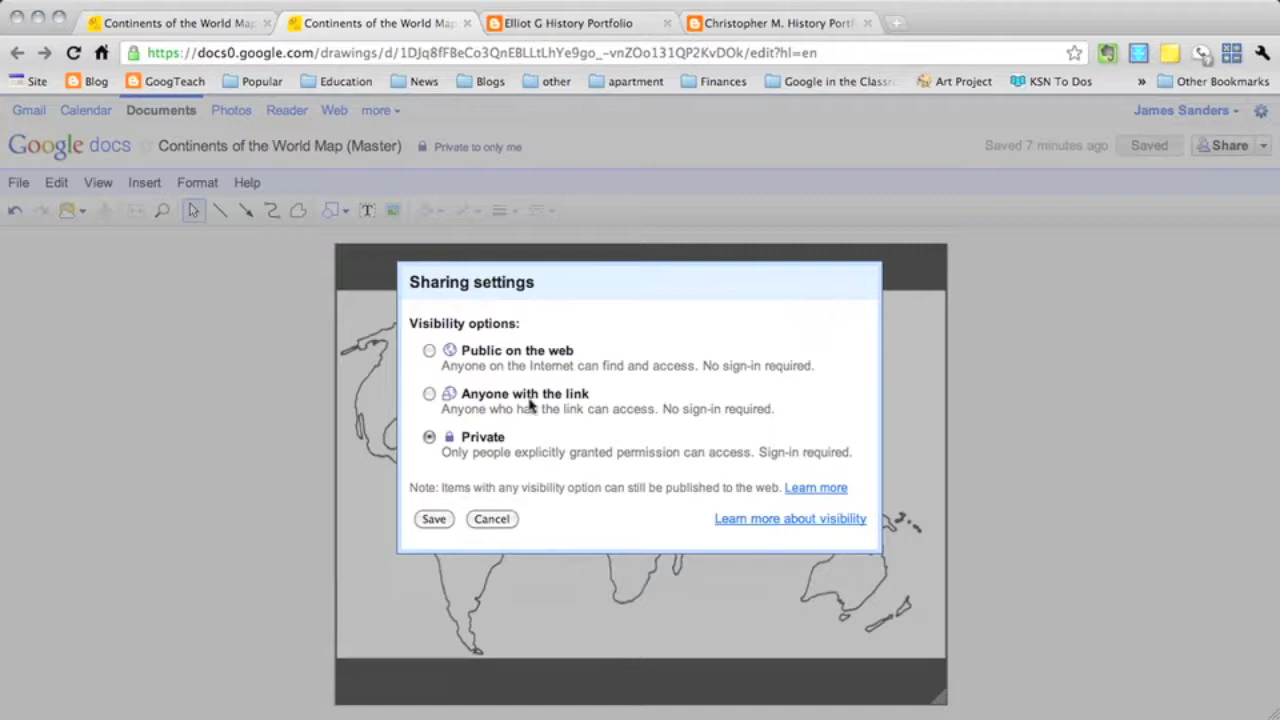 Continents of the World Map
Continents of the World Map
Elliot G History Portfolio
Christopher M. History Portf
https://docs0.google.com/drawings/d/1DJq8fFBeCo3QnEBLLtLhYe9go_-vnZOo131QP2KvDOk/edit?hl=en
Site
Blog
GoogTeach
Popular
Education
News
Blogs
other
apartment
Finances
Google in the Classr
Art Project
KSN To Dos
»
Other Bookmarks
Gmail Calendar Documents Photos Reader Web more
James Sanders
Google docs
Continents of the World Map (Master)
Private to only me
Saved 7 minutes ago
Saved
Share
File Edit View Insert Format Help
T
Sharing settings
Visibility options:
Public on the web
Anyone on the Internet can find and access. No sign-in required.
Anyone with the link
Anyone who has the link can access. No sign-in required.
Private
Only people explicitly granted permission can access. Sign-in required.
Note: Items with any visibility option can still be published to the web. Learn more
Save
Cancel
Learn more about visibility